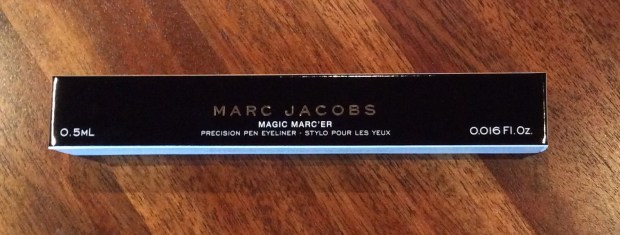 MARC JACOBS
MAGIC MARC'ER
PRECISION PEN EYELINER - STYLO POUR LES YEUX
0.5ML
0.016 Fl.Oz.